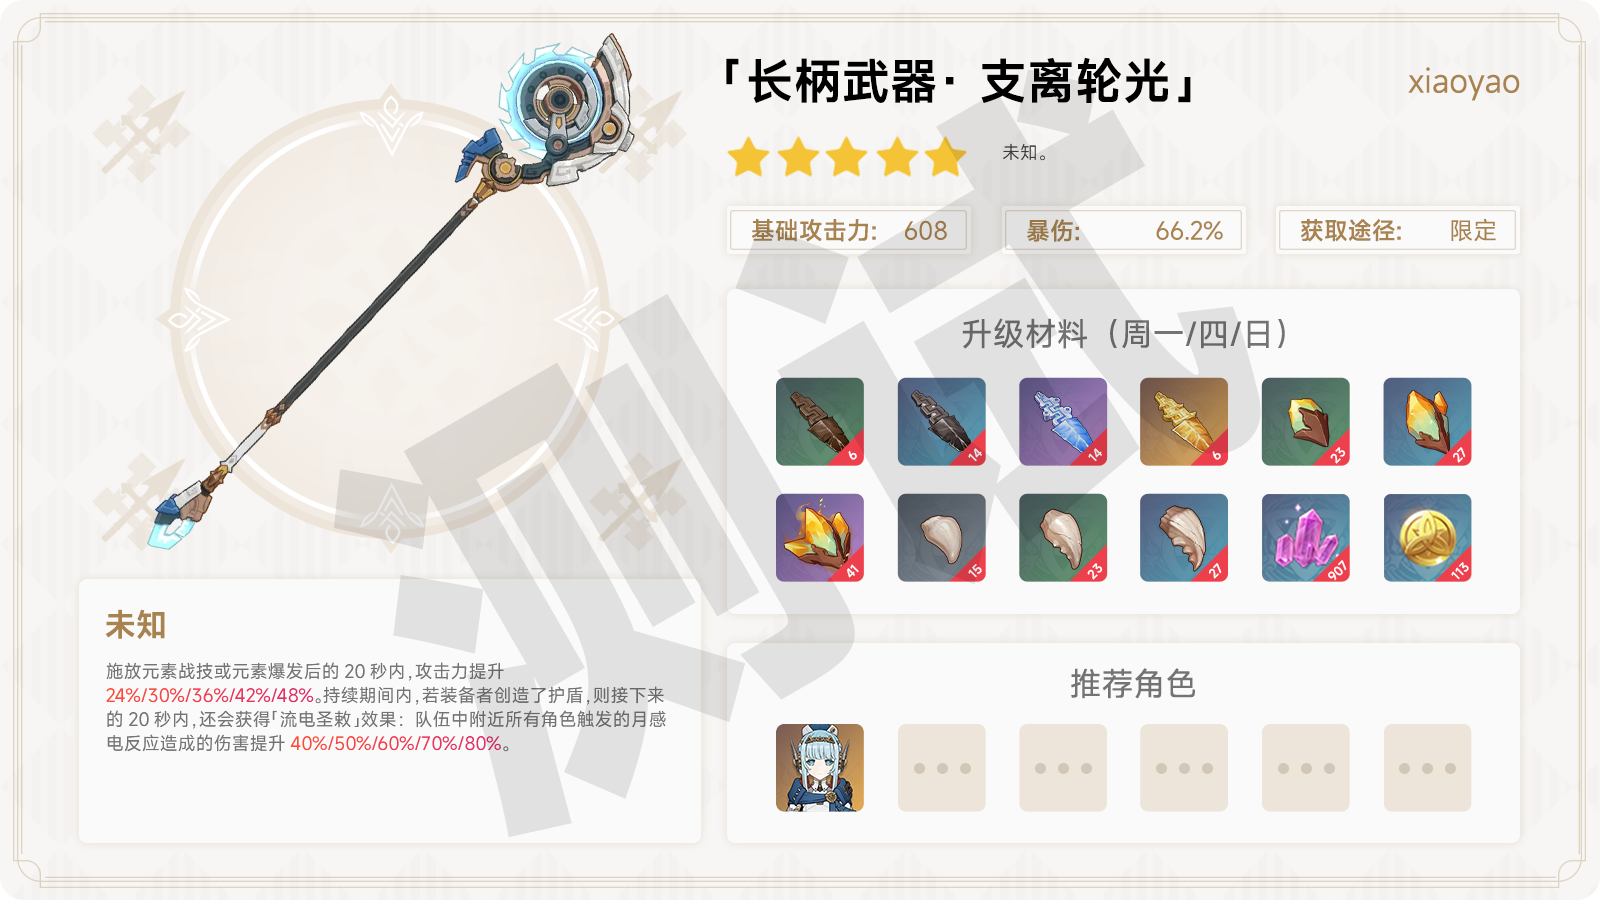 「长柄武器· 支离轮光」
xiaoyao
未知。
基础攻击力: 608
暴伤: 66.2%
获取途径: 限定
升级材料（周一/四/日）
6 14 14 6 23 27
41 15 23 27 907 113
未知
施放元素战技或元素爆发后的 20 秒内,攻击力提升
24%/30%/36%/42%/48%。持续期间内,若装备者创造了护盾,则接下来
的 20 秒内,还会获得「流电圣敕」效果：队伍中附近所有角色触发的月感
电反应造成的伤害提升 40%/50%/60%/70%/80%。
推荐角色
测试